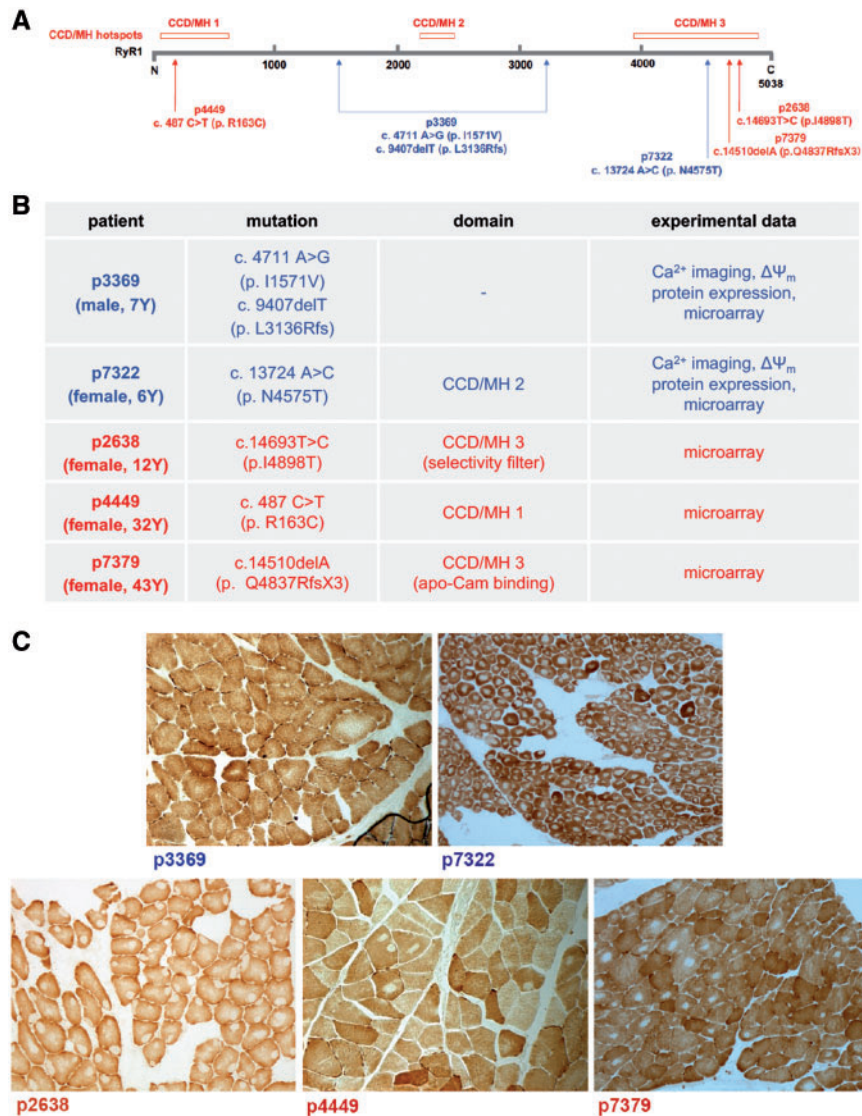 A
CCD/MH hotspots
CCD/MH 1
CCD/MH 2
CCD/MH 3
RyR1
N
1000
2000
3000
4000
C
5038
p4449
c. 487 C>T (p. R163C)
p3369
c. 4711 A>G (p. I1571V)
c. 9407delT (p. L3136Rfs)
p7322
c. 13724 A>C (p. N4575T)
p2638
c.14693T>C (p.I4898T)
p7379
c.14510delA (p.Q4837RfsX3)
B
patient mutation domain experimental data
p3369
(male, 7Y)
c. 4711 A>G
(p. I1571V)
c. 9407delT
(p. L3136Rfs)
-
Ca²⁺ imaging, ΔΨm
protein expression,
microarray
p7322
(female, 6Y)
c. 13724 A>C
(p. N4575T)
CCD/MH 2
Ca²⁺ imaging, ΔΨm
protein expression,
microarray
p2638
(female, 12Y)
c.14693T>C
(p.I4898T)
CCD/MH 3
(selectivity filter)
microarray
p4449
(female, 32Y)
c. 487 C>T
(p. R163C)
CCD/MH 1
microarray
p7379
(female, 43Y)
c.14510delA
(p. Q4837RfsX3)
CCD/MH 3
(apo-Cam binding)
microarray
C
p3369
p7322
p2638
p4449
p7379